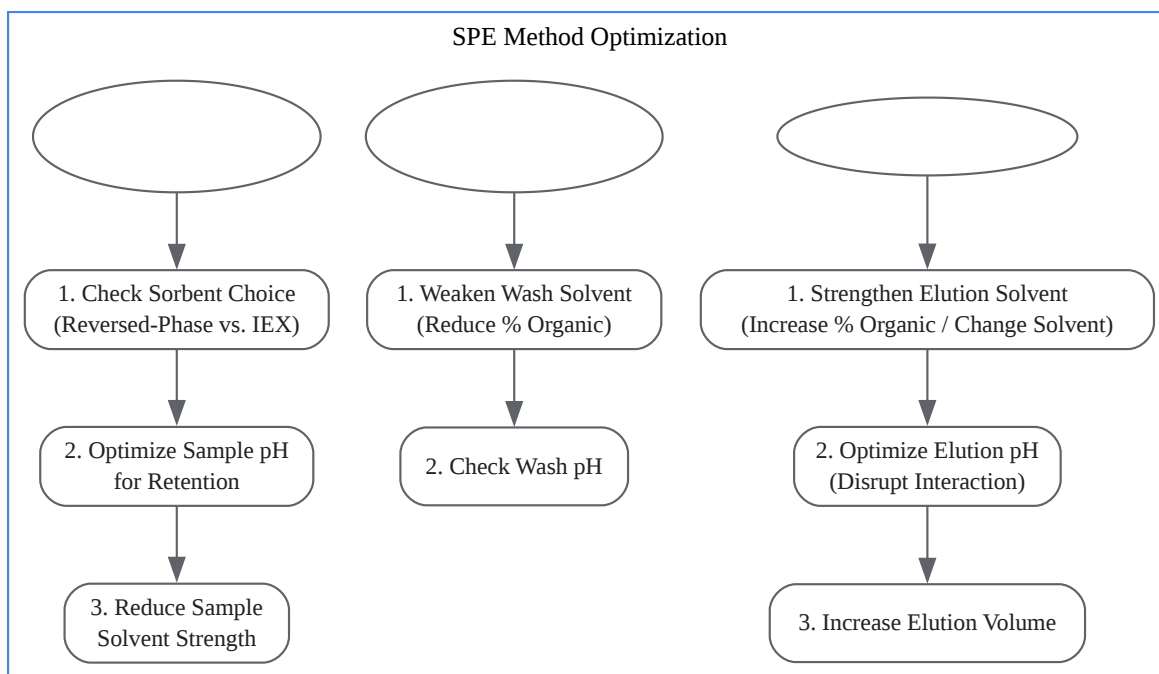 SPE Method Optimization
1. Check Sorbent Choice
(Reversed-Phase vs. IEX)
2. Optimize Sample pH
for Retention
3. Reduce Sample
Solvent Strength
1. Weaken Wash Solvent
(Reduce % Organic)
2. Check Wash pH
1. Strengthen Elution Solvent
(Increase % Organic / Change Solvent)
2. Optimize Elution pH
(Disrupt Interaction)
3. Increase Elution Volume